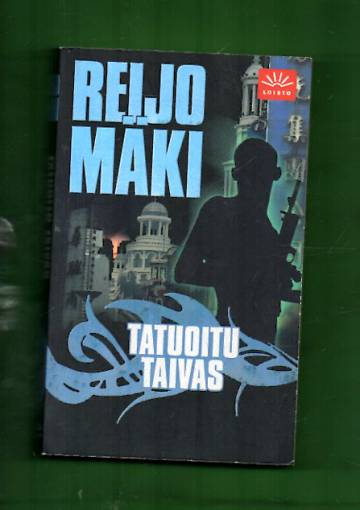 REIJO
MÄKI
LOISTO
TATUOITU
TAIVAS